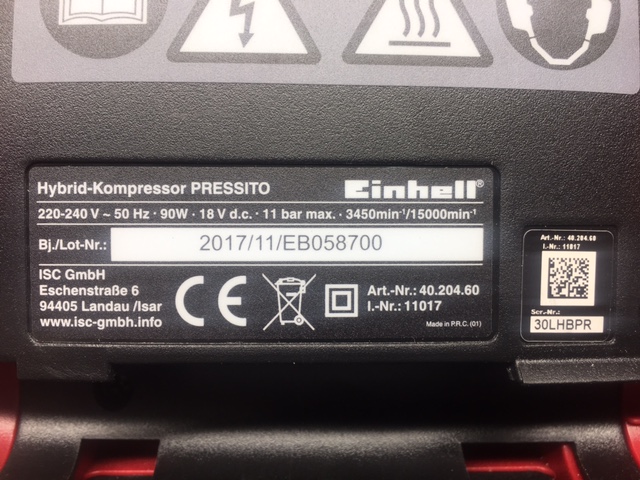 Hybrid-Kompressor PRESSITO
Einhell®
220-240 V ~ 50 Hz · 90W · 18 V d.c. · 11 bar max. · 3450min⁻¹/15000min⁻¹
Bj./Lot-Nr.: 2017/11/EB058700
ISC GmbH
Eschenstraße 6
94405 Landau /Isar
www.isc-gmbh.info
CE
Art.-Nr.: 40.204.60
I.-Nr.: 11017
Made in P.R.C. (01)
Art.-Nr.: 40.204.60
I.-Nr.: 11017
Ser.-Nr.:
30LHBPR